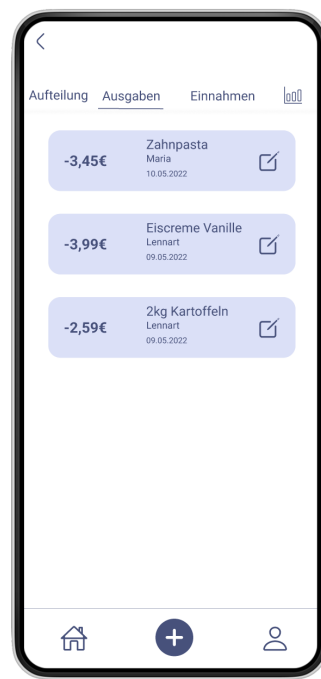 Aufteilung Ausgaben Einnahmen
Zahnpasta
-3,45€
Maria
10.05.2022
Eiscreme Vanille
-3,99€
Lennart
09.05.2022
2kg Kartoffeln
-2,59€
Lennart
09.05.2022